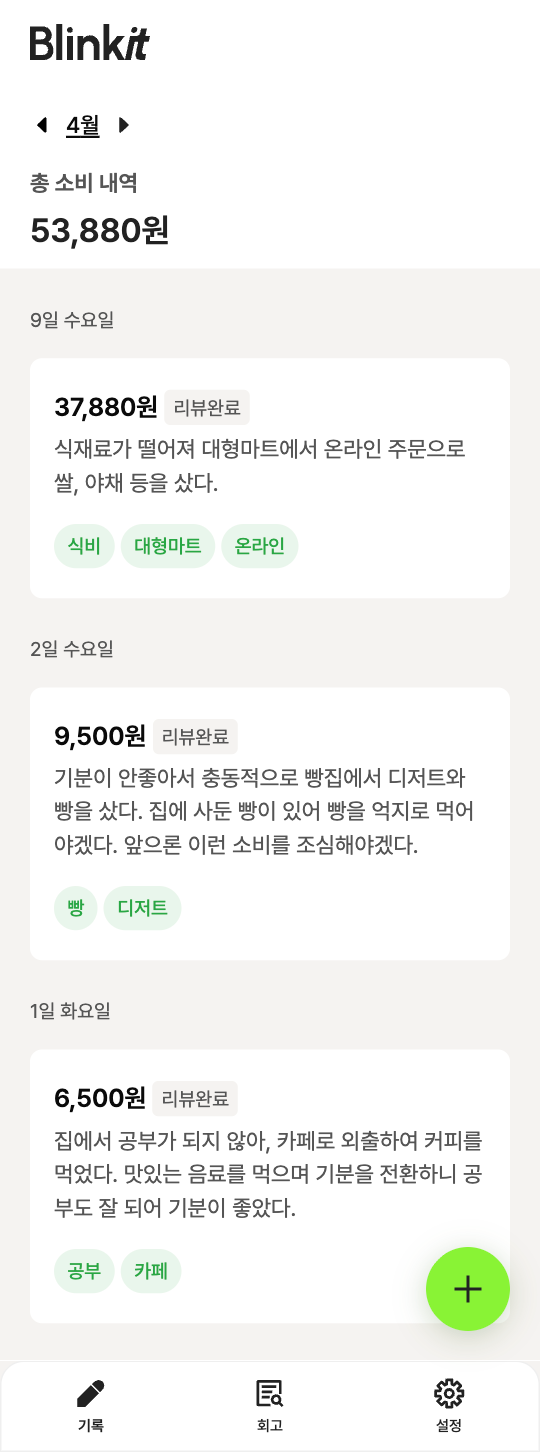 Blinkit
4월
총 소비 내역
53,880원
9일 수요일
37,880원 리뷰완료
식재료가 떨어져 대형마트에서 온라인 주문으로
쌀, 야채 등을 샀다.
식비 대형마트 온라인
2일 수요일
9,500원 리뷰완료
기분이 안좋아서 충동적으로 빵집에서 디저트와
빵을 샀다. 집에 사둔 빵이 있어 빵을 억지로 먹어
야겠다. 앞으론 이런 소비를 조심해야겠다.
빵 디저트
1일 화요일
6,500원 리뷰완료
집에서 공부가 되지 않아, 카페로 외출하여 커피를
먹었다. 맛있는 음료를 먹으며 기분을 전환하니 공
부도 잘 되어 기분이 좋았다.
공부 카페
기록 회고 설정